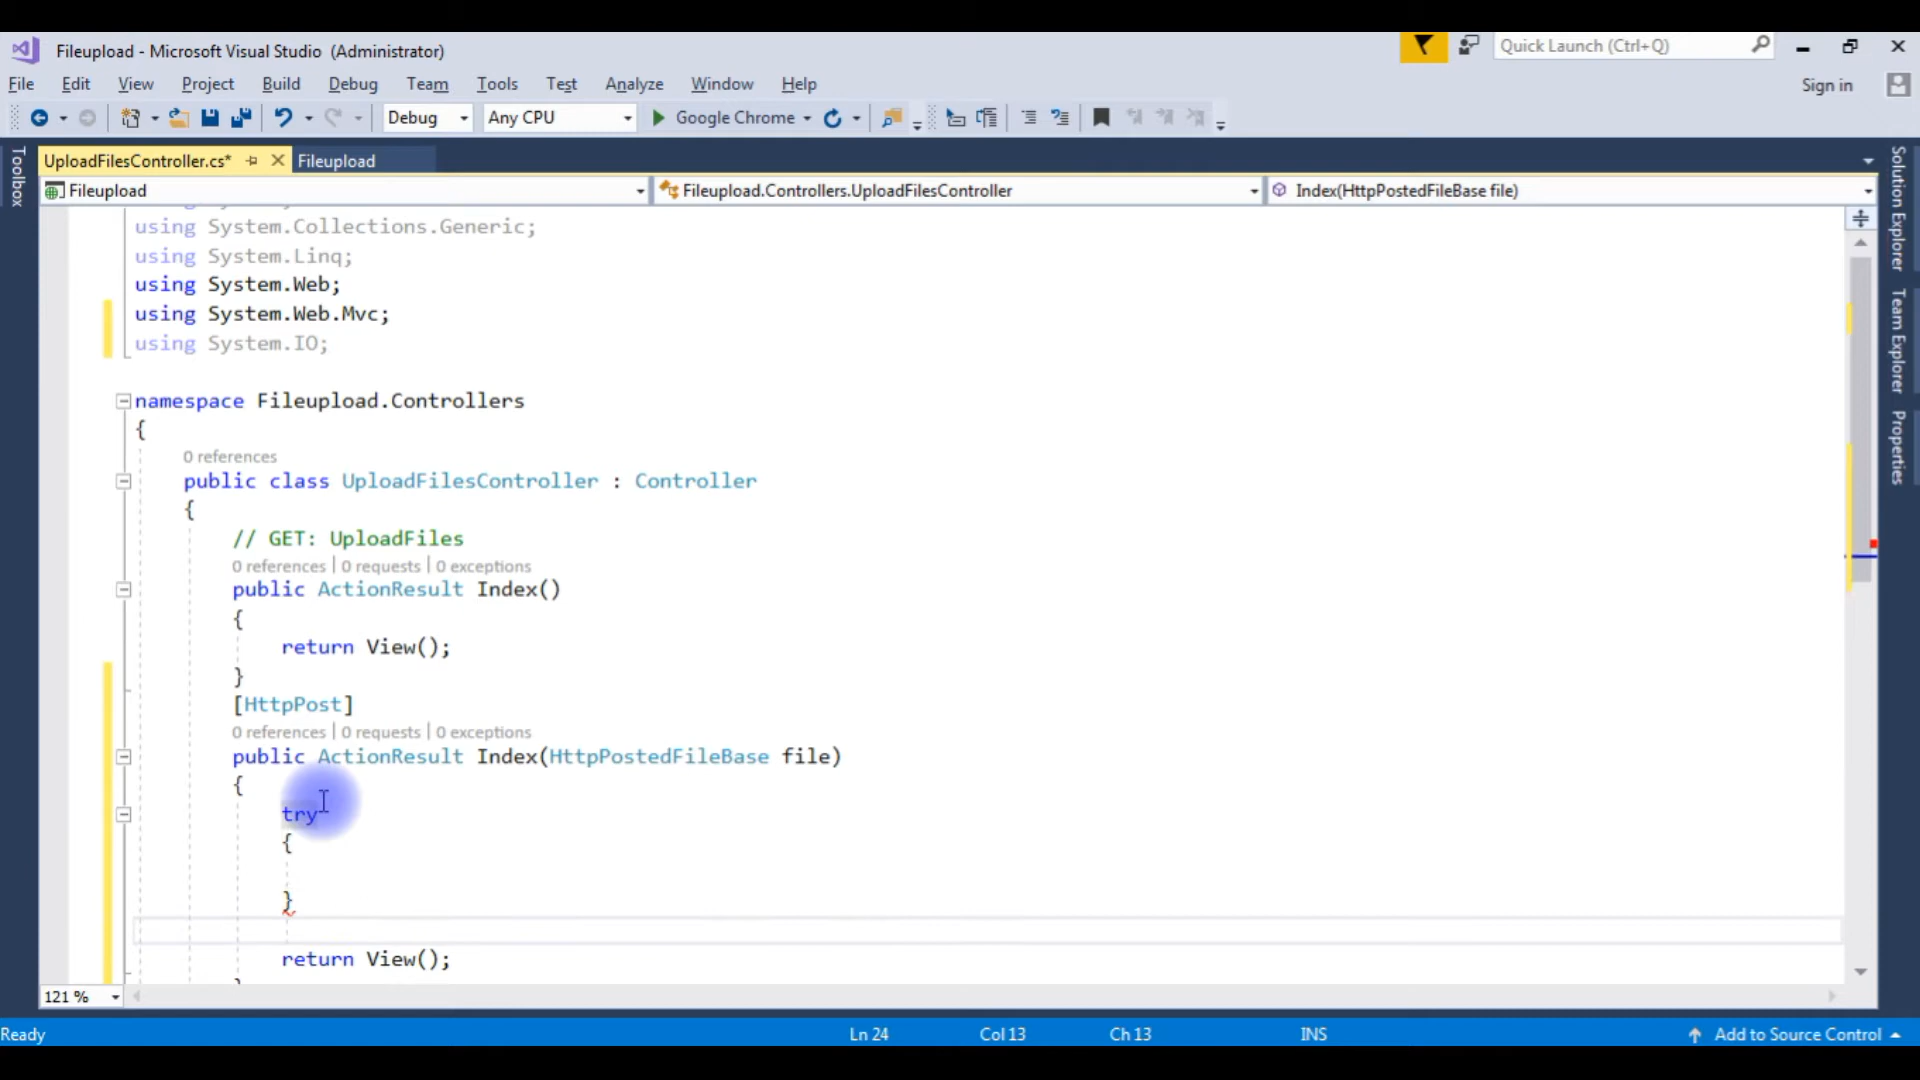 Fileupload - Microsoft Visual Studio (Administrator)
Quick Launch (Ctrl+Q)
File Edit View Project Build Debug Team Tools Test Analyze Window Help
Sign in
Debug Any CPU Google Chrome
UploadFilesController.cs* Fileupload
Fileupload Fileupload.Controllers.UploadFilesController Index(HttpPostedFileBase file)
Toolbox
Solution Explorer
Team Explorer
Properties
using System.Collections.Generic;
using System.Linq;
using System.Web;
using System.Web.Mvc;
using System.IO;
namespace Fileupload.Controllers
{
0 references
public class UploadFilesController : Controller
{
// GET: UploadFiles
0 references | 0 requests | 0 exceptions
public ActionResult Index()
{
return View();
}
[HttpPost]
0 references | 0 requests | 0 exceptions
public ActionResult Index(HttpPostedFileBase file)
{
try
{
}
return View();
121 %
Ready Ln 24 Col 13 Ch 13 INS Add to Source Control